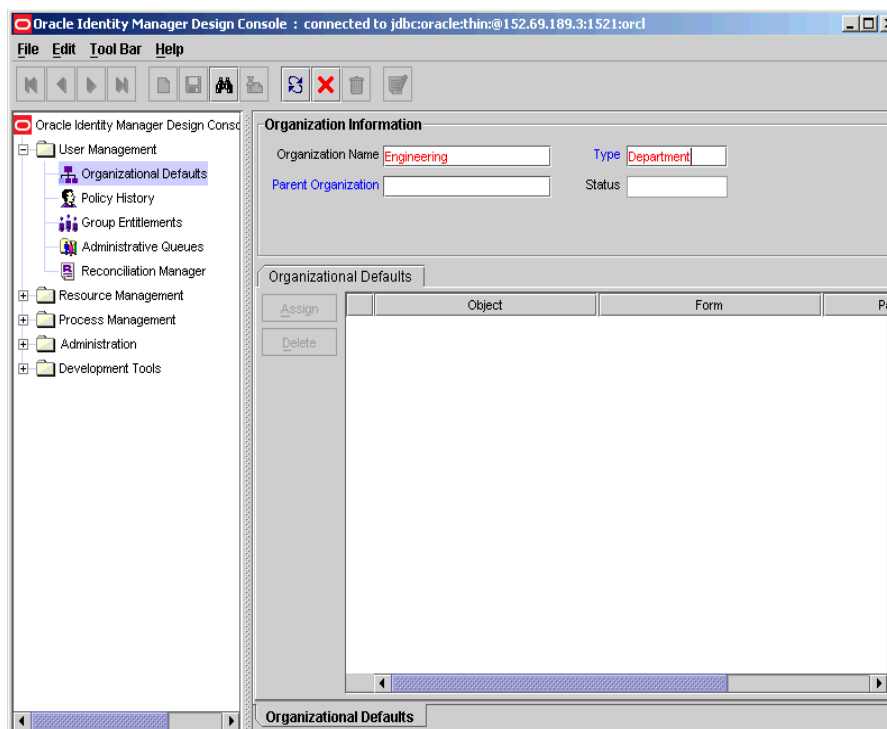 Oracle Identity Manager Design Console : connected to jdbc:oracle:thin:@152.69.189.3:1521:orcl
File Edit Tool Bar Help
Oracle Identity Manager Design Consc
User Management
Organizational Defaults
Policy History
Group Entitlements
Administrative Queues
Reconciliation Manager
Resource Management
Process Management
Administration
Development Tools
Organization Information
Organization Name Engineering Type Department
Parent Organization Status
Organizational Defaults
Assign
Delete
Object Form Pa
Organizational Defaults